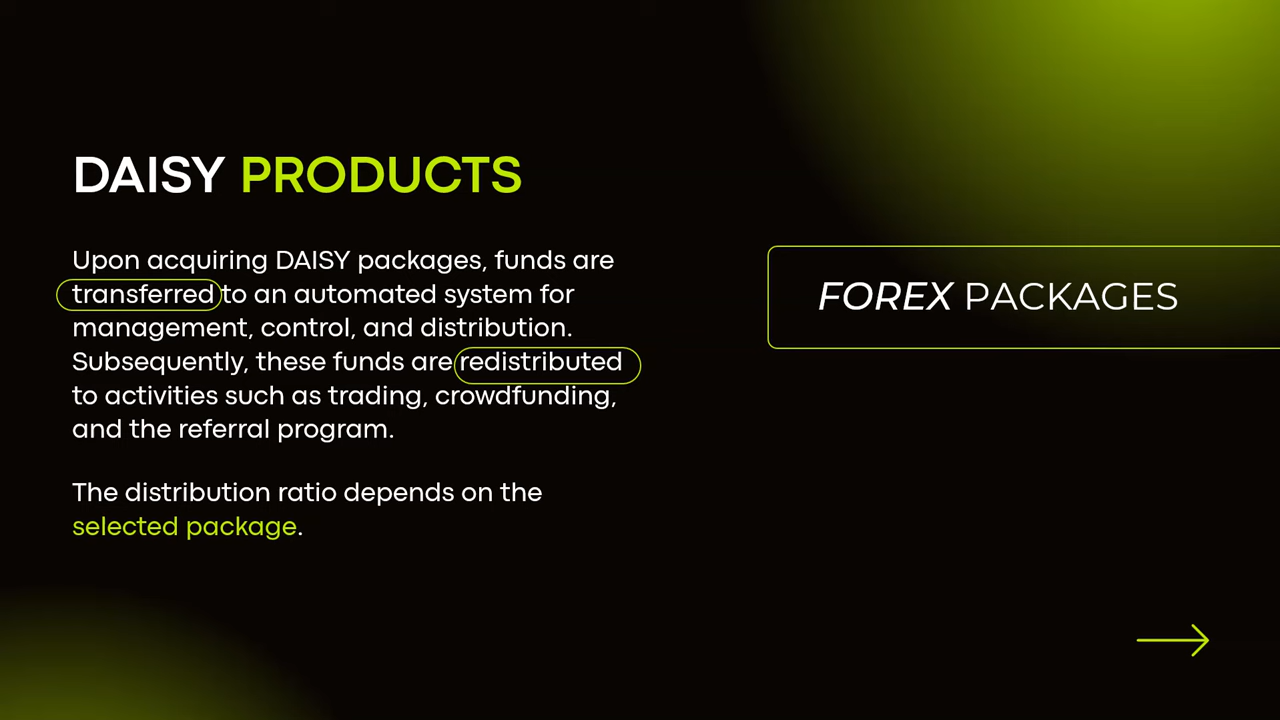 DAISY PRODUCTS
Upon acquiring DAISY packages, funds are
transferred to an automated system for
management, control, and distribution.
Subsequently, these funds are redistributed
to activities such as trading, crowdfunding,
and the referral program.
The distribution ratio depends on the
selected package.
FOREX PACKAGES